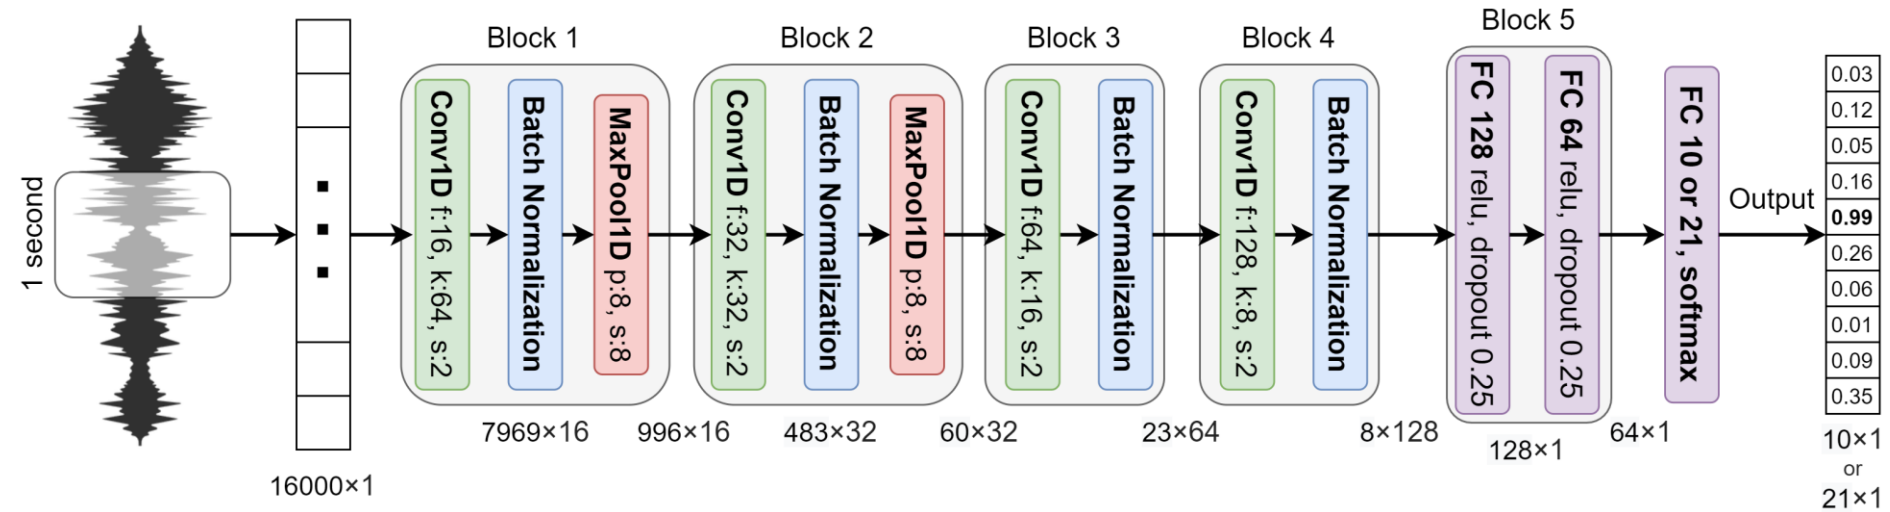 1 second
16000×1
Block 1
Conv1D f:16, k:64, s:2
Batch Normalization
MaxPool1D p:8, s:8
7969×16
996×16
Block 2
Conv1D f:32, k:32, s:2
Batch Normalization
MaxPool1D p:8, s:8
483×32
60×32
Block 3
Conv1D f:64, k:16, s:2
Batch Normalization
23×64
Block 4
Conv1D f:128, k:8, s:2
Batch Normalization
8×128
Block 5
FC 128 relu, dropout 0.25
FC 64 relu, dropout 0.25
128×1
64×1
FC 10 or 21, softmax
Output
0.03
0.12
0.05
0.16
0.99
0.26
0.06
0.01
0.09
0.35
10×1
or
21×1